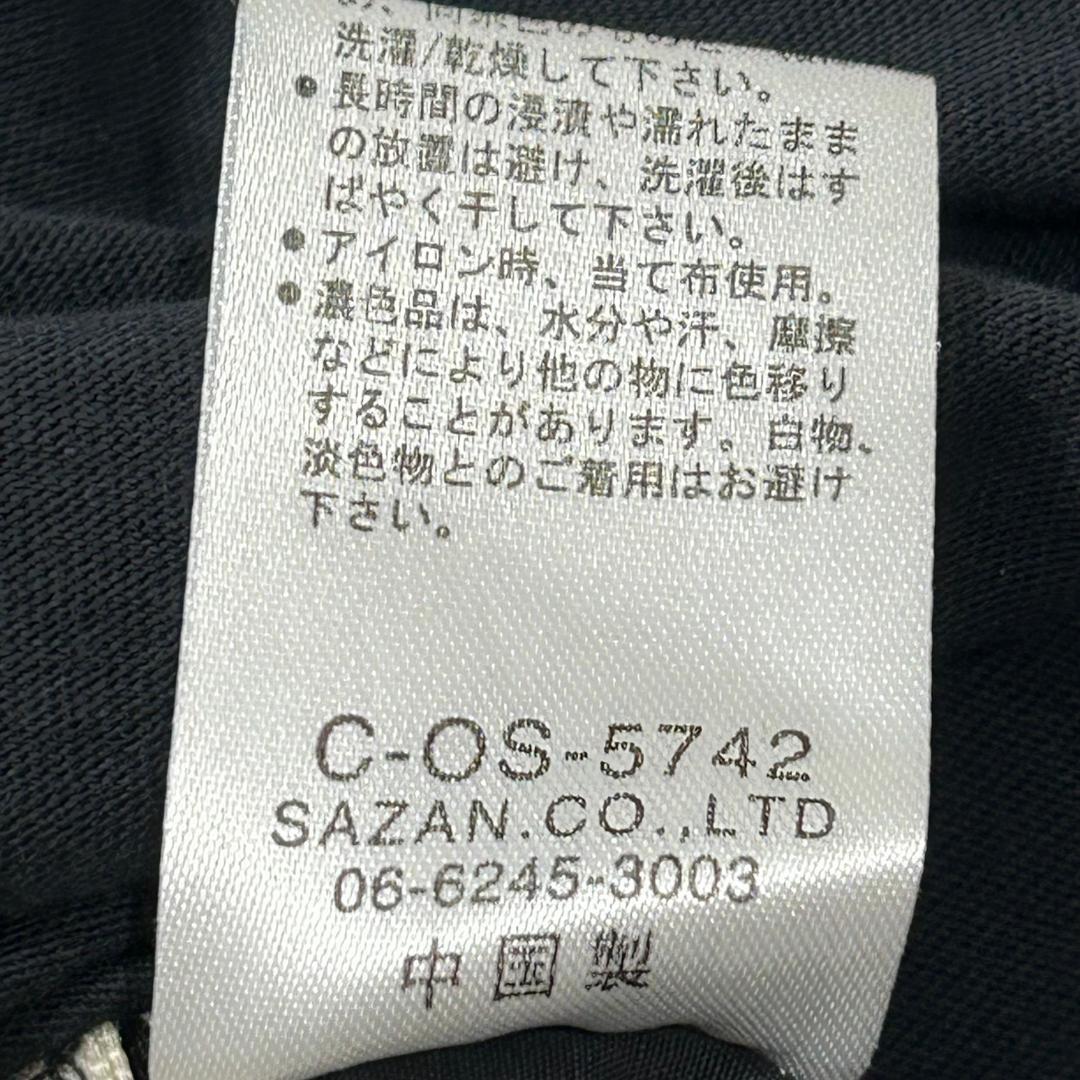 洗濯/乾燥して下さい。
●長時間の浸漬や濡れたまま
の放置は避け、洗濯後はす
ばやく干して下さい。
●アイロン時、当て布使用。
●濃色品は、水分や汗、摩擦
などにより他の物に色移り
することがあります。白物、
淡色物とのご着用はお避け
下さい。
C-OS-5742
SAZAN.CO.,LTD
06-6245-3003
中国製